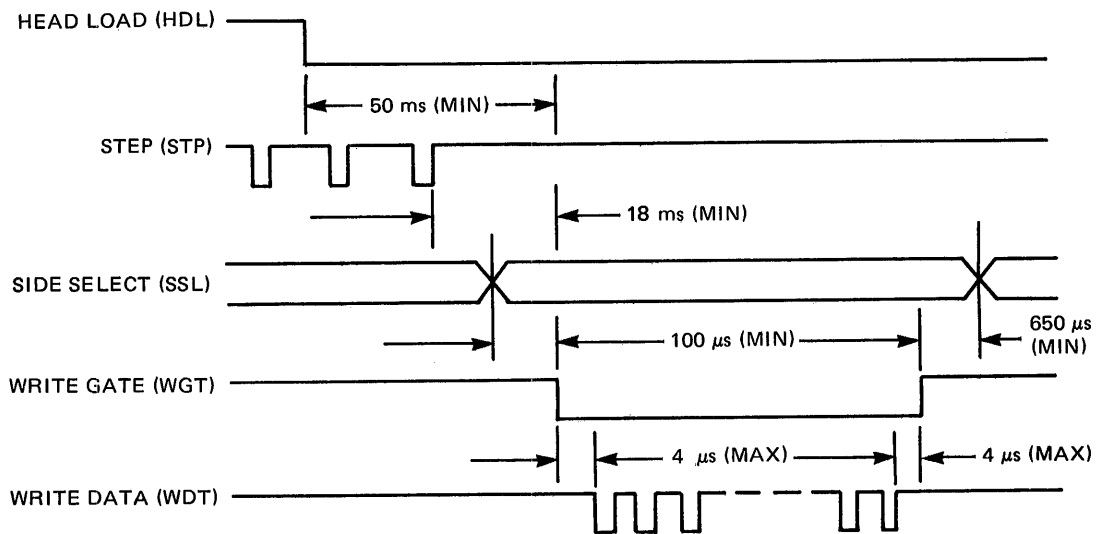 HEAD LOAD (HDL)
50 ms (MIN)
STEP (STP)
18 ms (MIN)
SIDE SELECT (SSL)
100 μs (MIN)
650 μs
(MIN)
WRITE GATE (WGT)
4 μs (MAX)
4 μs (MAX)
WRITE DATA (WDT)